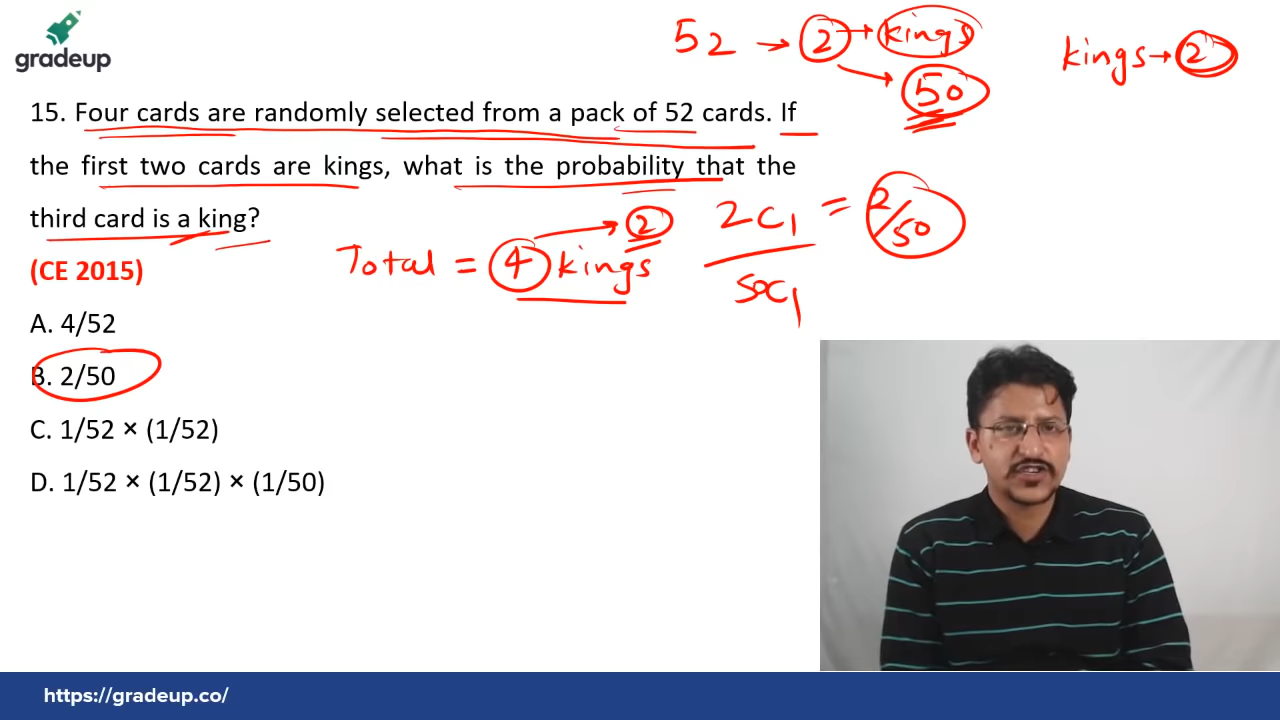 gradeup
52 → 2 → kings
50
kings → 2
15. Four cards are randomly selected from a pack of 52 cards. If
the first two cards are kings, what is the probability that the
third card is a king?
Total = 4 kings → 2
2C1 / 50C1 = 2/50
(CE 2015)
A. 4/52
B. 2/50
C. 1/52 × (1/52)
D. 1/52 × (1/52) × (1/50)
https://gradeup.co/